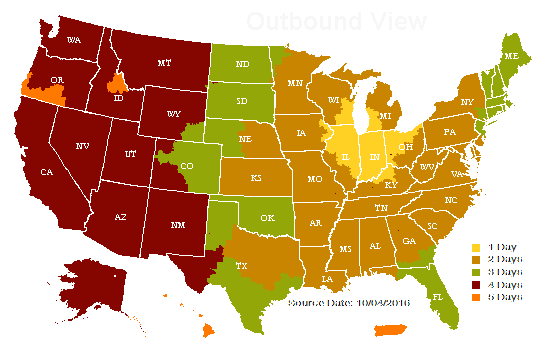 Outbound View
WA
MT
ND
ME
OR
MN
ID
SD
WI
MI
NY
WY
IA
PA
NE
OH
NV
IL
IN
UT
CO
WV
VA
CA
KS
MO
KY
NC
TN
AZ
NM
OK
AR
SC
MS
AL
GA
TX
LA
FL
1 Day
2 Days
3 Days
4 Days
5 Days
Source Date: 10/04/2016